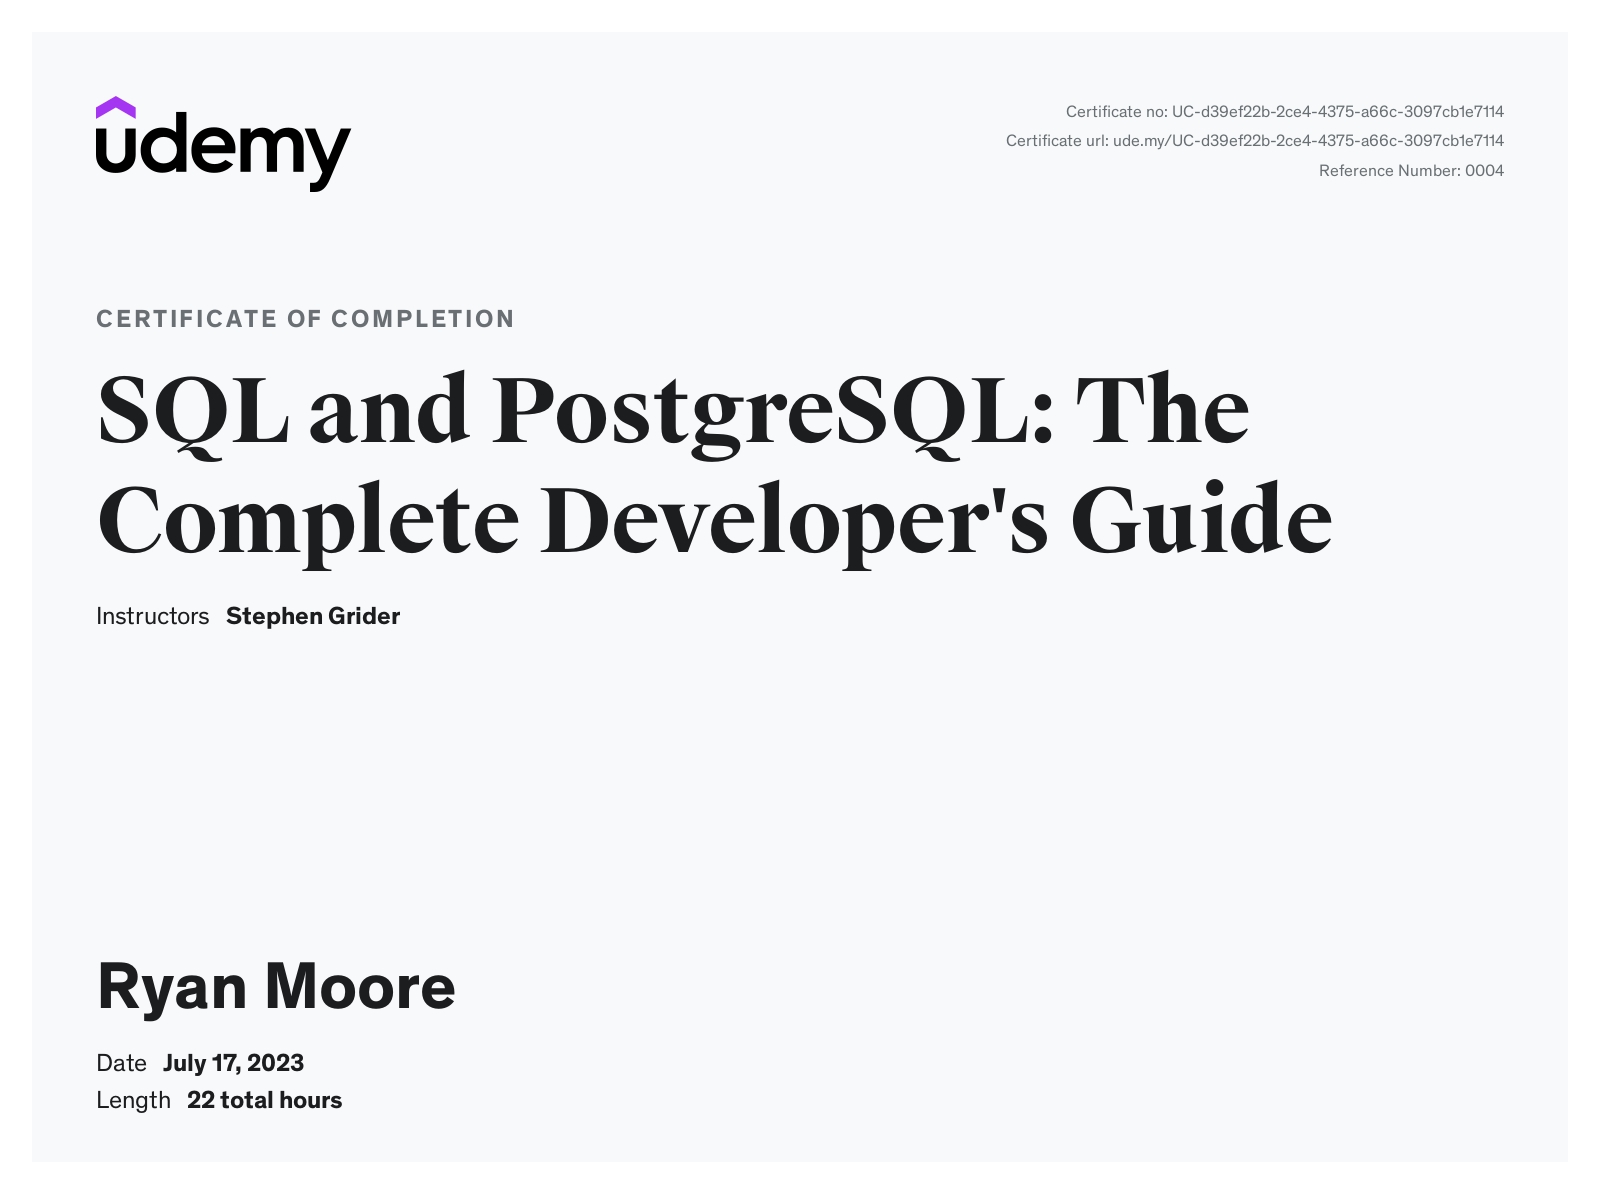 udemy
Certificate no: UC-d39ef22b-2ce4-4375-a66c-3097cb1e7114
Certificate url: ude.my/UC-d39ef22b-2ce4-4375-a66c-3097cb1e7114
Reference Number: 0004
CERTIFICATE OF COMPLETION
SQL and PostgreSQL: The
Complete Developer's Guide
Instructors Stephen Grider
Ryan Moore
Date July 17, 2023
Length 22 total hours